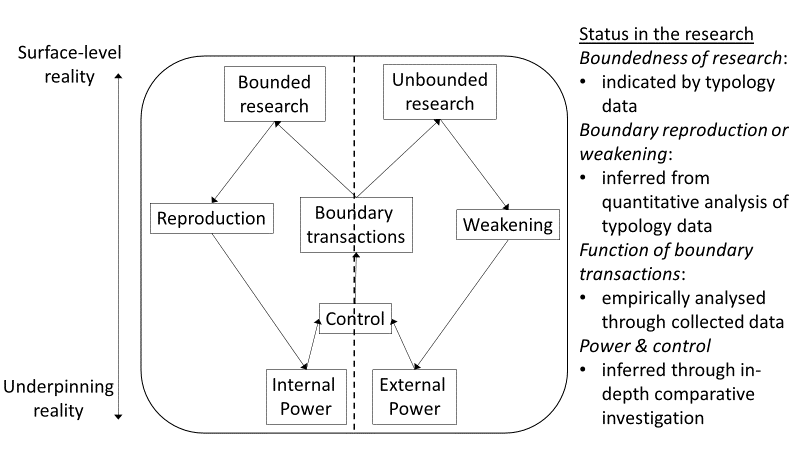 Surface-level
reality
Bounded
research
Unbounded
research
Reproduction
Boundary
transactions
Weakening
Control
Internal
Power
External
Power
Underpinning
reality
Status in the research
Boundedness of research:
• indicated by typology
data
Boundary reproduction or
weakening:
• inferred from
quantitative analysis of
typology data
Function of boundary
transactions:
• empirically analysed
through collected data
Power & control
• inferred through in-
depth comparative
investigation